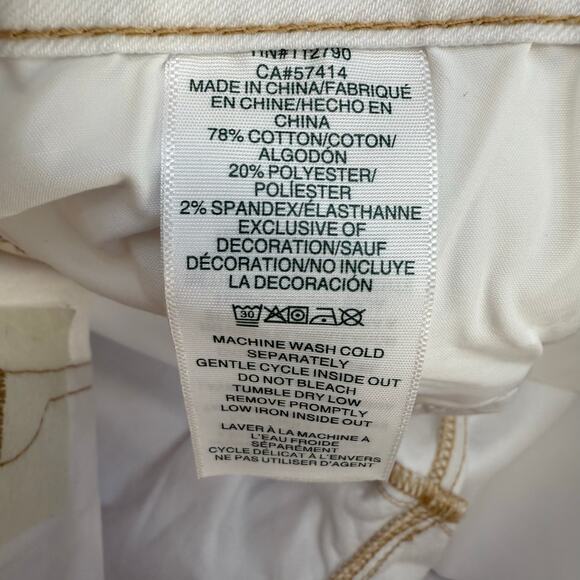 RN#112790
CA#57414
MADE IN CHINA/FABRIQUÉ
EN CHINE/HECHO EN
CHINA
78% COTTON/COTON/
ALGODÓN
20% POLYESTER/
POLÍESTER
2% SPANDEX/ÉLASTHANNE
EXCLUSIVE OF
DECORATION/SAUF
DÉCORATION/NO INCLUYE
LA DECORACIÓN
30
MACHINE WASH COLD
SEPARATELY
GENTLE CYCLE INSIDE OUT
DO NOT BLEACH
TUMBLE DRY LOW
REMOVE PROMPTLY
LOW IRON INSIDE OUT
LAVER À LA MACHINE A
L'EAU FROIDE
SÉPARÉMENT
CYCLE DÉLICAT À L'ENVERS
NE PAS UTILISER D'AGENT